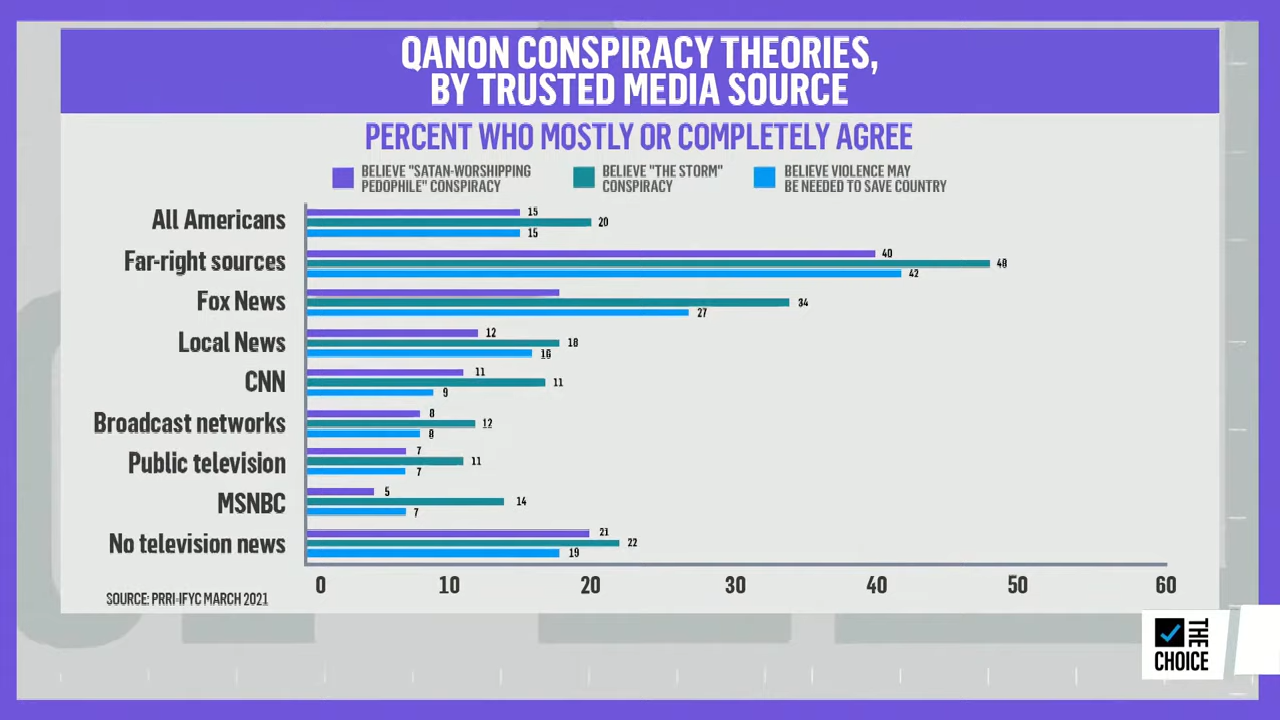 QANON CONSPIRACY THEORIES,
BY TRUSTED MEDIA SOURCE
PERCENT WHO MOSTLY OR COMPLETELY AGREE
BELIEVE "SATAN-WORSHIPPING
PEDOPHILE" CONSPIRACY
BELIEVE "THE STORM"
CONSPIRACY
BELIEVE VIOLENCE MAY
BE NEEDED TO SAVE COUNTRY
All Americans
15
20
15
Far-right sources
40
48
42
Fox News
34
27
Local News
12
18
16
CNN
11
11
9
Broadcast networks
8
12
8
Public television
7
11
7
MSNBC
5
14
7
No television news
21
22
19
0 10 20 30 40 50 60
SOURCE: PRRI-IFYC MARCH 2021
THE
CHOICE